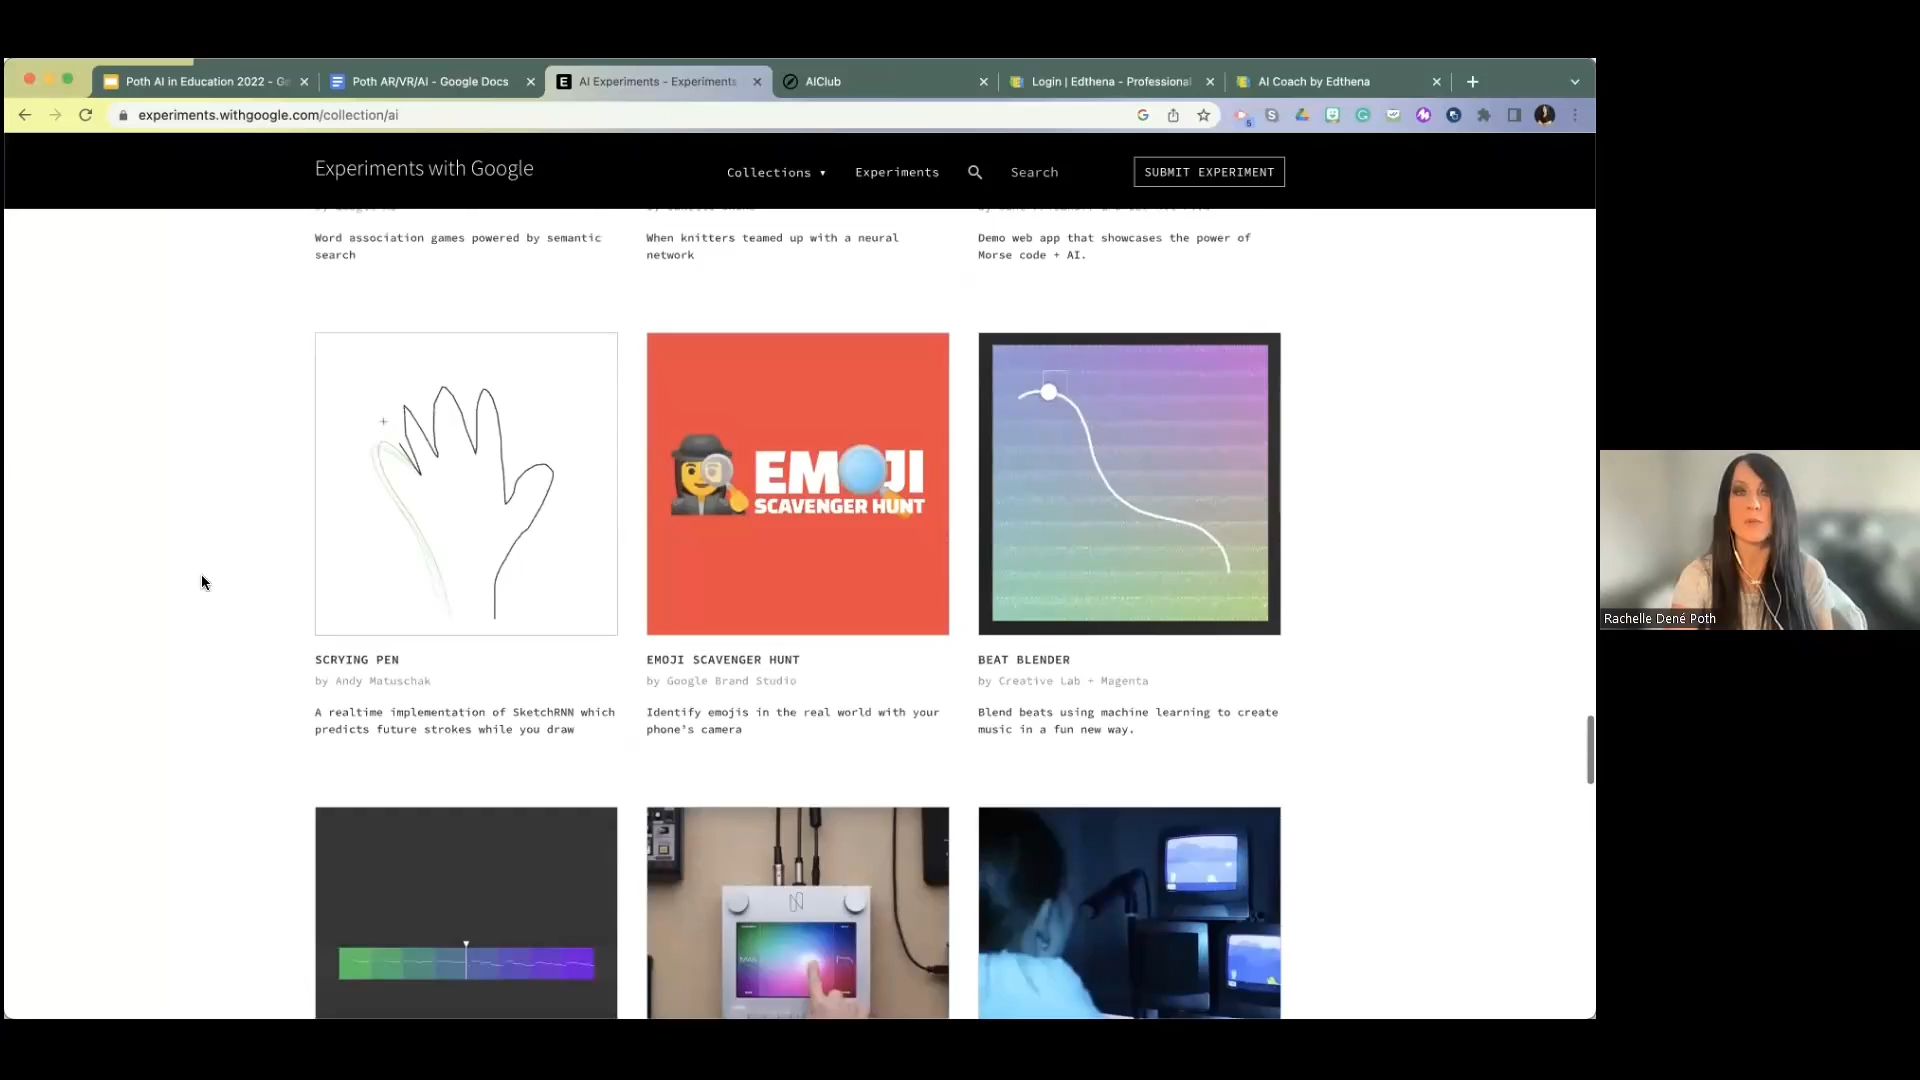 Poth AI in Education 2022 - G
Poth AR/VR/AI - Google Docs
AI Experiments - Experiments
AIClub
Login | Edthena - Professional
AI Coach by Edthena
experiments.withgoogle.com/collection/ai
5
Experiments with Google
Collections ▾
Experiments
Search
SUBMIT EXPERIMENT
Word association games powered by semantic
search
When knitters teamed up with a neural
network
Demo web app that showcases the power of
Morse code + AI.
EMOJI
SCAVENGER HUNT
SCRYING PEN
by Andy Matuschak
A realtime implementation of SketchRNN which
predicts future strokes while you draw
EMOJI SCAVENGER HUNT
by Google Brand Studio
Identify emojis in the real world with your
phone's camera
BEAT BLENDER
by Creative Lab + Magenta
Blend beats using machine learning to create
music in a fun new way.
Rachelle Dené Poth